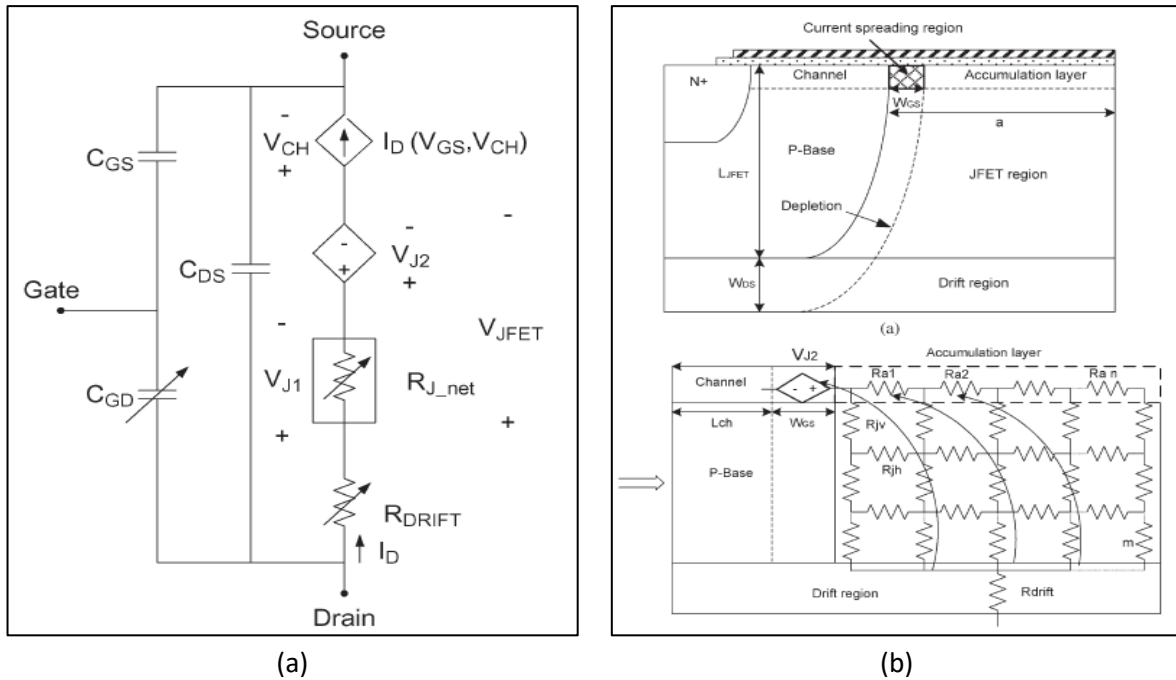 Source
V_CH
I_D (V_GS,V_CH)
-
+
C_GS
-
+
V_J2
-
+
-
C_DS
Gate
V_JFET
V_J1
-
+
R_J_net
+
C_GD
R_DRIFT
I_D
Drain
(a)
Current spreading region
N+
Channel
Accumulation layer
W_GS
a
P-Base
L_JFET
JFET region
Depletion
W_DS
Drift region
(a)
V_J2
Accumulation layer
Channel
- +
Ra1
Ra2
Ra n
Lch
W_GS
Rjv
P-Base
Rjh
m
Drift region
Rdrift
(b)